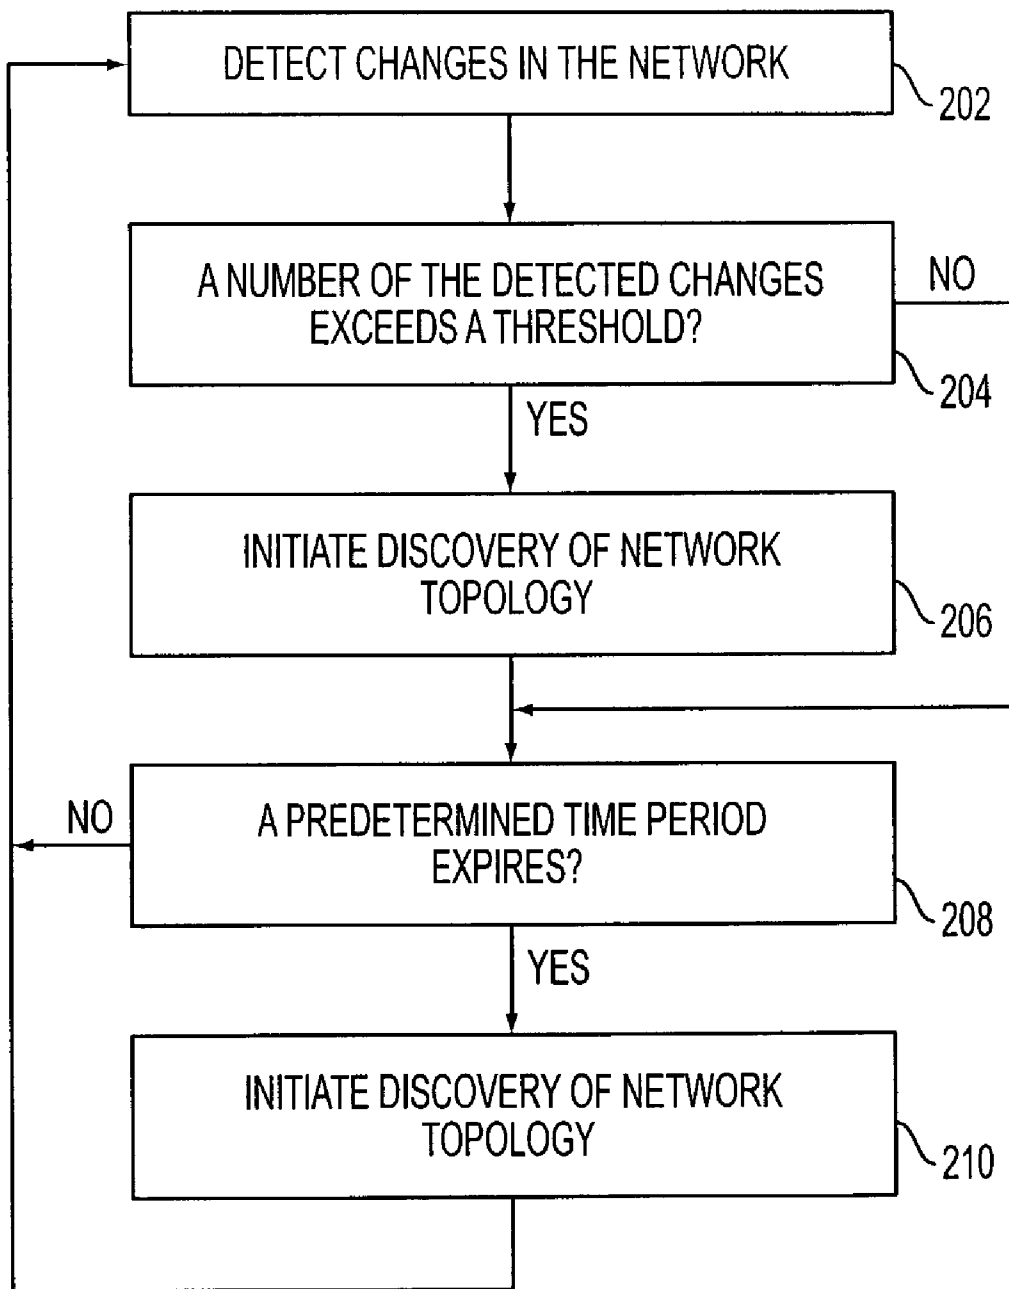 DETECT CHANGES IN THE NETWORK
202
A NUMBER OF THE DETECTED CHANGES
EXCEEDS A THRESHOLD?
NO
204
YES
INITIATE DISCOVERY OF NETWORK
TOPOLOGY
206
NO
A PREDETERMINED TIME PERIOD
EXPIRES?
208
YES
INITIATE DISCOVERY OF NETWORK
TOPOLOGY
210